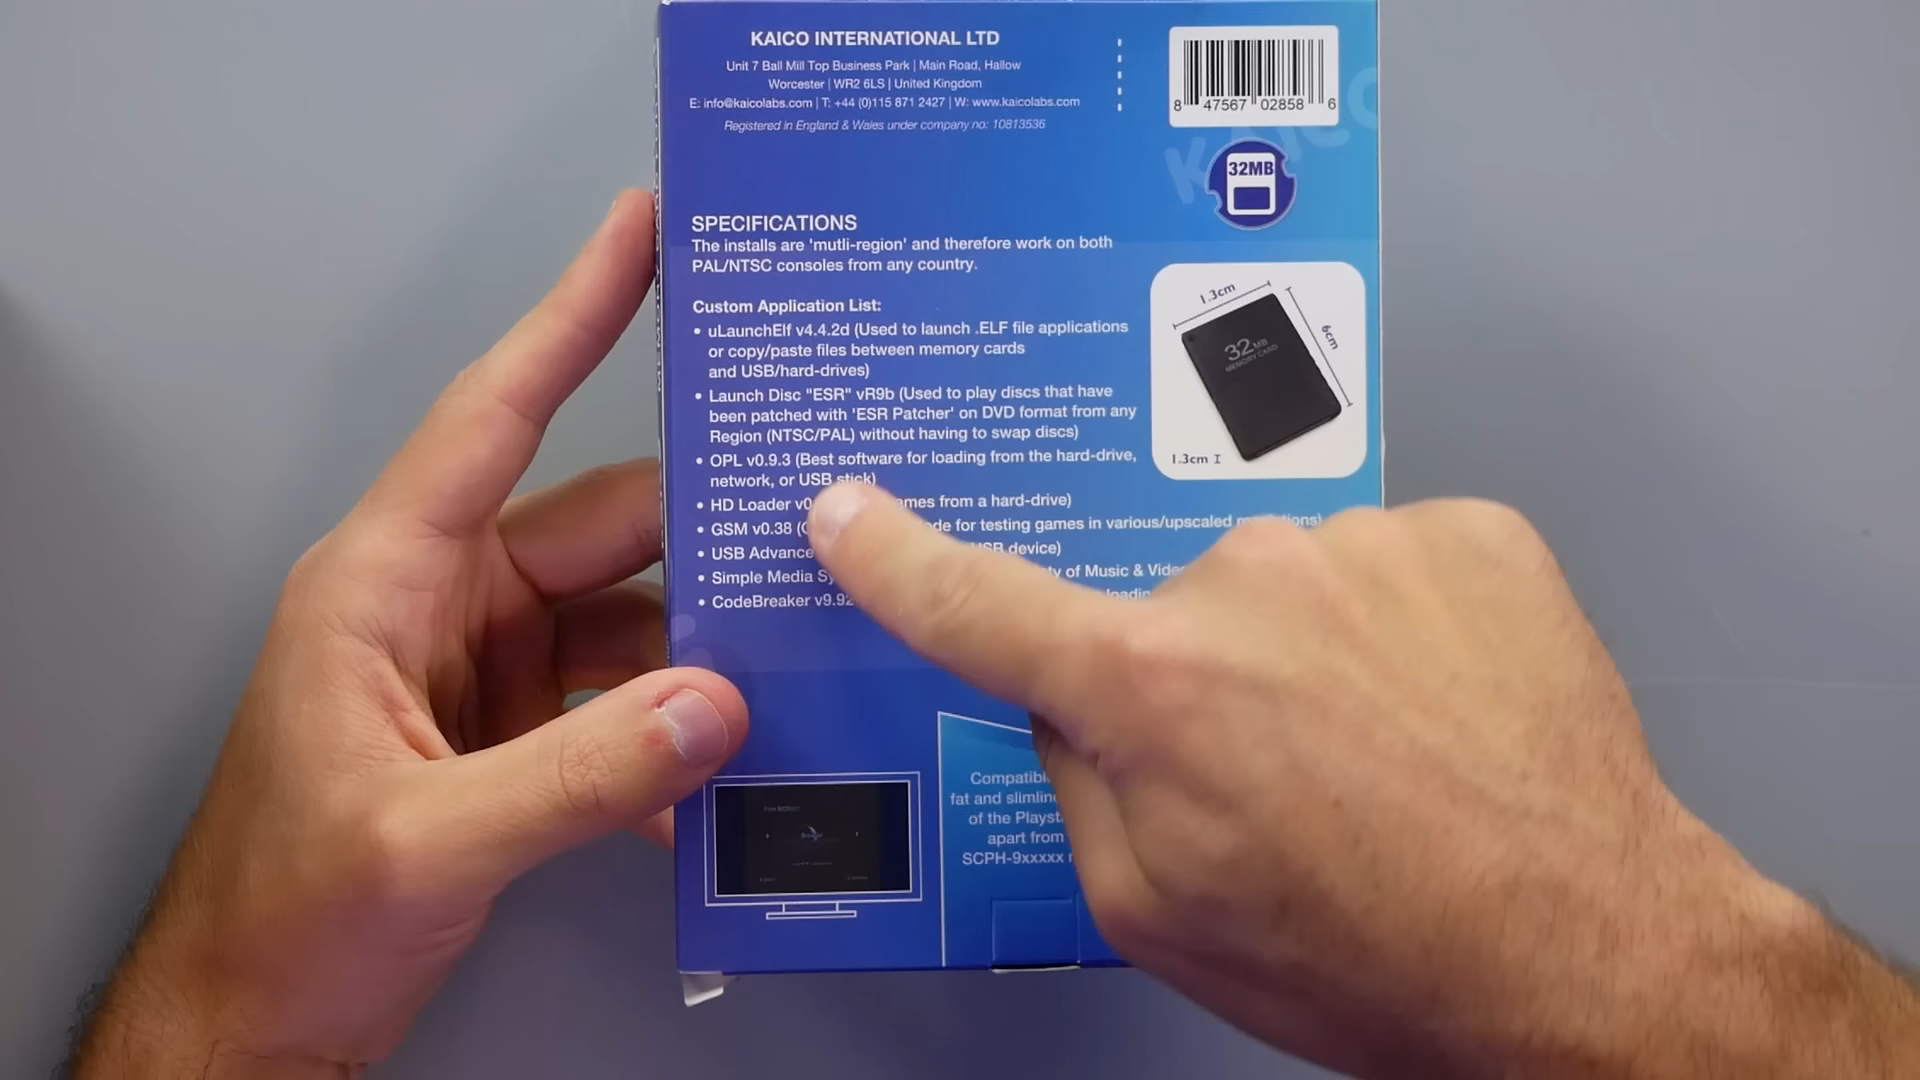 KAICO INTERNATIONAL LTD
Unit 7 Ball Mill Top Business Park | Main Road, Hallow
Worcester | WR2 6LS | United Kingdom
E: info@kaicolabs.com | T: +44 (0)115 871 2427 | W: www.kaicolabs.com
Registered in England & Wales under company no: 10813536
8 47567 02858 6
KAICO
32MB
SPECIFICATIONS
The installs are 'mutli-region' and therefore work on both
PAL/NTSC consoles from any country.
Custom Application List:
• uLaunchElf v4.4.2d (Used to launch .ELF file applications
or copy/paste files between memory cards
and USB/hard-drives)
• Launch Disc "ESR" vR9b (Used to play discs that have
been patched with 'ESR Patcher' on DVD format from any
Region (NTSC/PAL) without having to swap discs)
• OPL v0.9.3 (Best software for loading from the hard-drive,
network, or USB stick)
• HD Loader from a hard-drive)
• GSM v0.38 for testing games in various/upscaled
• USB Advance USB device)
• Simple Media of Music &
• CodeBreaker v9.92
1.3cm
6cm
32MB
MEMORY CARD
1.3cm
fat and slimline
of the
apart from
SCPH-9xxxxx